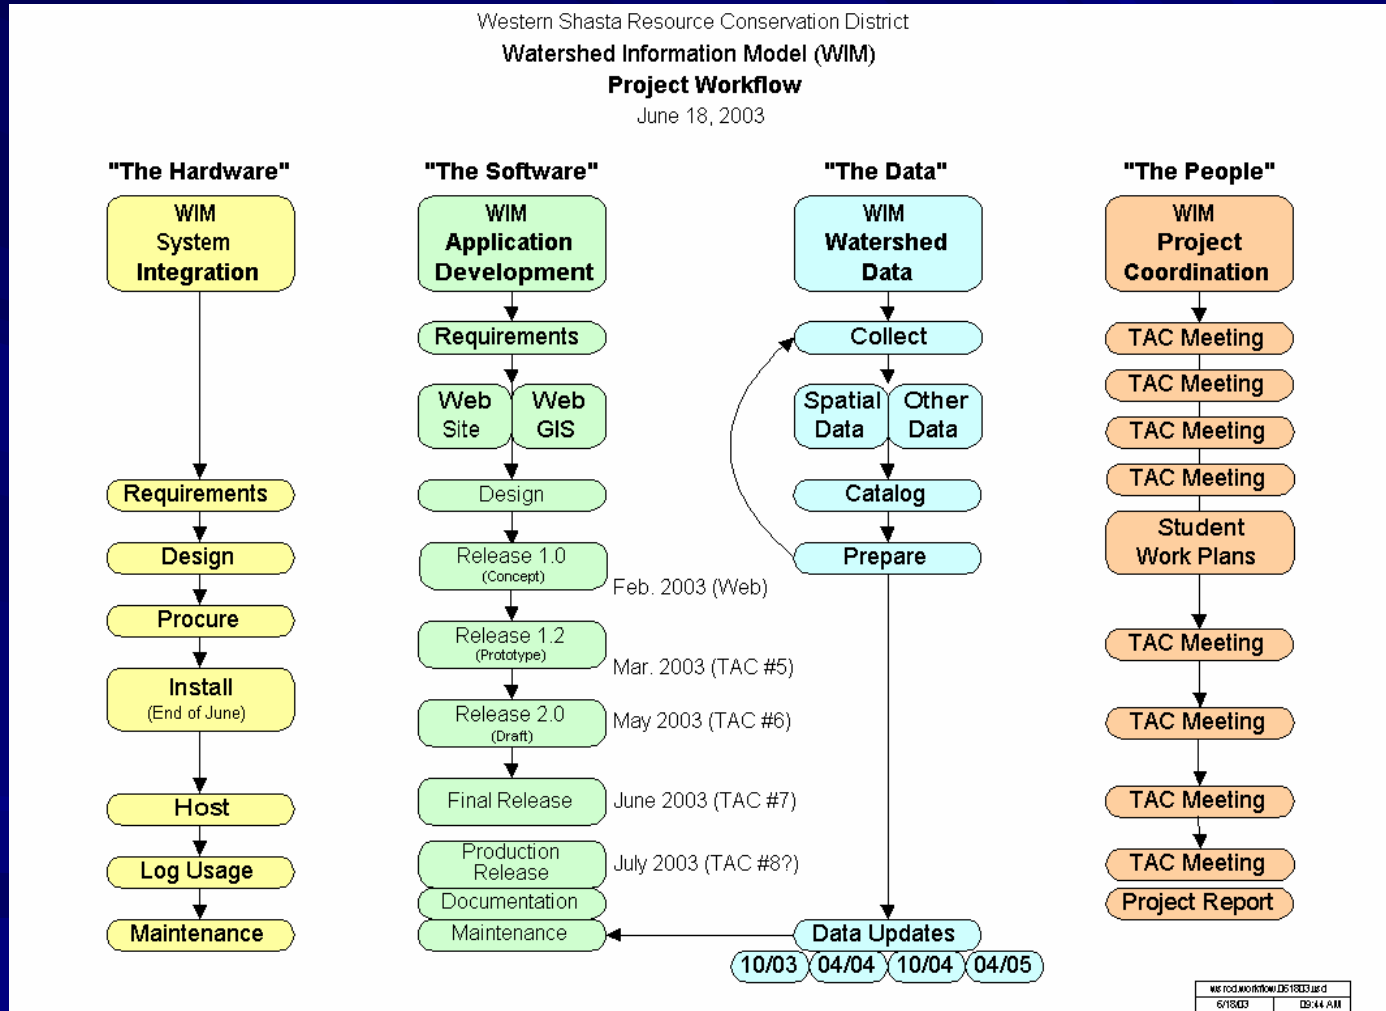 Western Shasta Resource Conservation District
Watershed Information Model (WIM)
Project Workflow
June 18, 2003
"The Hardware"
WIM
System
Integration
Requirements
Design
Procure
Install
(End of June)
Host
Log Usage
Maintenance
"The Software"
WIM
Application
Development
Requirements
Web
Site
Web
GIS
Design
Release 1.0
(Concept)
Feb. 2003 (Web)
Release 1.2
(Prototype)
Mar. 2003 (TAC #5)
Release 2.0
(Draft)
May 2003 (TAC #6)
Final Release
June 2003 (TAC #7)
Production
Release
July 2003 (TAC #8?)
Documentation
Maintenance
"The Data"
WIM
Watershed
Data
Collect
Spatial
Data
Other
Data
Catalog
Prepare
Data Updates
10/03
04/04
10/04
04/05
"The People"
WIM
Project
Coordination
TAC Meeting
TAC Meeting
TAC Meeting
TAC Meeting
Student
Work Plans
TAC Meeting
TAC Meeting
TAC Meeting
TAC Meeting
Project Report
6/18/03
09:44 AM